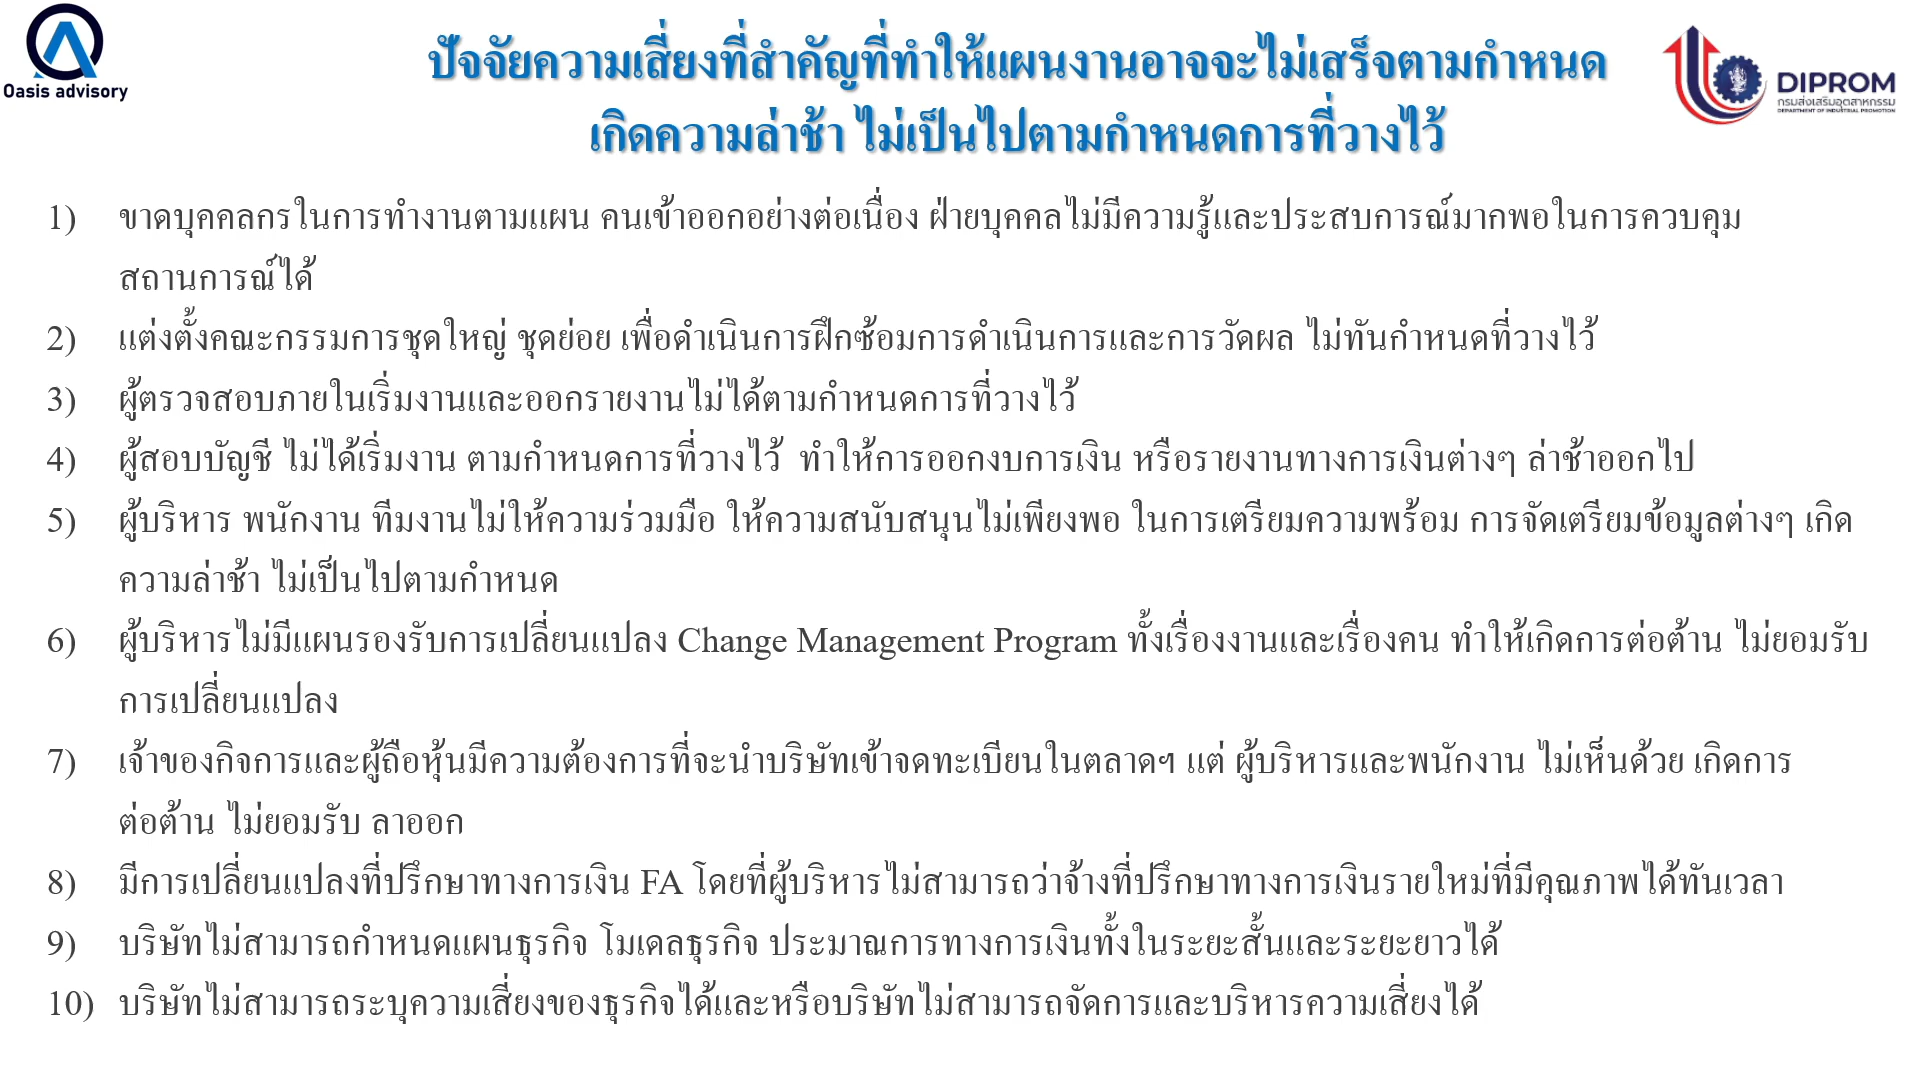 Oasis advisory
ปัจจัยความเสี่ยงที่สำคัญที่ทำให้แผนงานอาจจะไม่เสร็จตามกำหนด
เกิดความล่าช้า ไม่เป็นไปตามกำหนดการที่วางไว้
DIPROM
กรมส่งเสริมอุตสาหกรรม
DEPARTMENT OF INDUSTRIAL PROMOTION
1) ขาดบุคคลกรในการทำงานตามแผน คนเข้าออกอย่างต่อเนื่อง ฝ่ายบุคคลไม่มีความรู้และประสบการณ์มากพอในการควบคุม
สถานการณ์ได้
2) แต่งตั้งคณะกรรมการชุดใหญ่ ชุดย่อย เพื่อดำเนินการฝึกซ้อมการดำเนินการและการวัดผล ไม่ทันกำหนดที่วางไว้
3) ผู้ตรวจสอบภายในเริ่มงานและออกรายงานไม่ได้ตามกำหนดการที่วางไว้
4) ผู้สอบบัญชี ไม่ได้เริ่มงาน ตามกำหนดการที่วางไว้ ทำให้การออกงบการเงิน หรือรายงานทางการเงินต่างๆ ล่าช้าออกไป
5) ผู้บริหาร พนักงาน ทีมงานไม่ให้ความร่วมมือ ให้ความสนับสนุนไม่เพียงพอ ในการเตรียมความพร้อม การจัดเตรียมข้อมูลต่างๆ เกิด
ความล่าช้า ไม่เป็นไปตามกำหนด
6) ผู้บริหารไม่มีแผนรองรับการเปลี่ยนแปลง Change Management Program ทั้งเรื่องงานและเรื่องคน ทำให้เกิดการต่อต้าน ไม่ยอมรับ
การเปลี่ยนแปลง
7) เจ้าของกิจการและผู้ถือหุ้นมีความต้องการที่จะนำบริษัทเข้าจดทะเบียนในตลาดฯ แต่ ผู้บริหารและพนักงาน ไม่เห็นด้วย เกิดการ
ต่อต้าน ไม่ยอมรับ ลาออก
8) มีการเปลี่ยนแปลงที่ปรึกษาทางการเงิน FA โดยที่ผู้บริหารไม่สามารถว่าจ้างที่ปรึกษาทางการเงินรายใหม่ที่มีคุณภาพได้ทันเวลา
9) บริษัทไม่สามารถกำหนดแผนธุรกิจ โมเดลธุรกิจ ประมาณการทางการเงินทั้งในระยะสั้นและระยะยาวได้
10) บริษัทไม่สามารถระบุความเสี่ยงของธุรกิจได้และหรือบริษัทไม่สามารถจัดการและบริหารความเสี่ยงได้